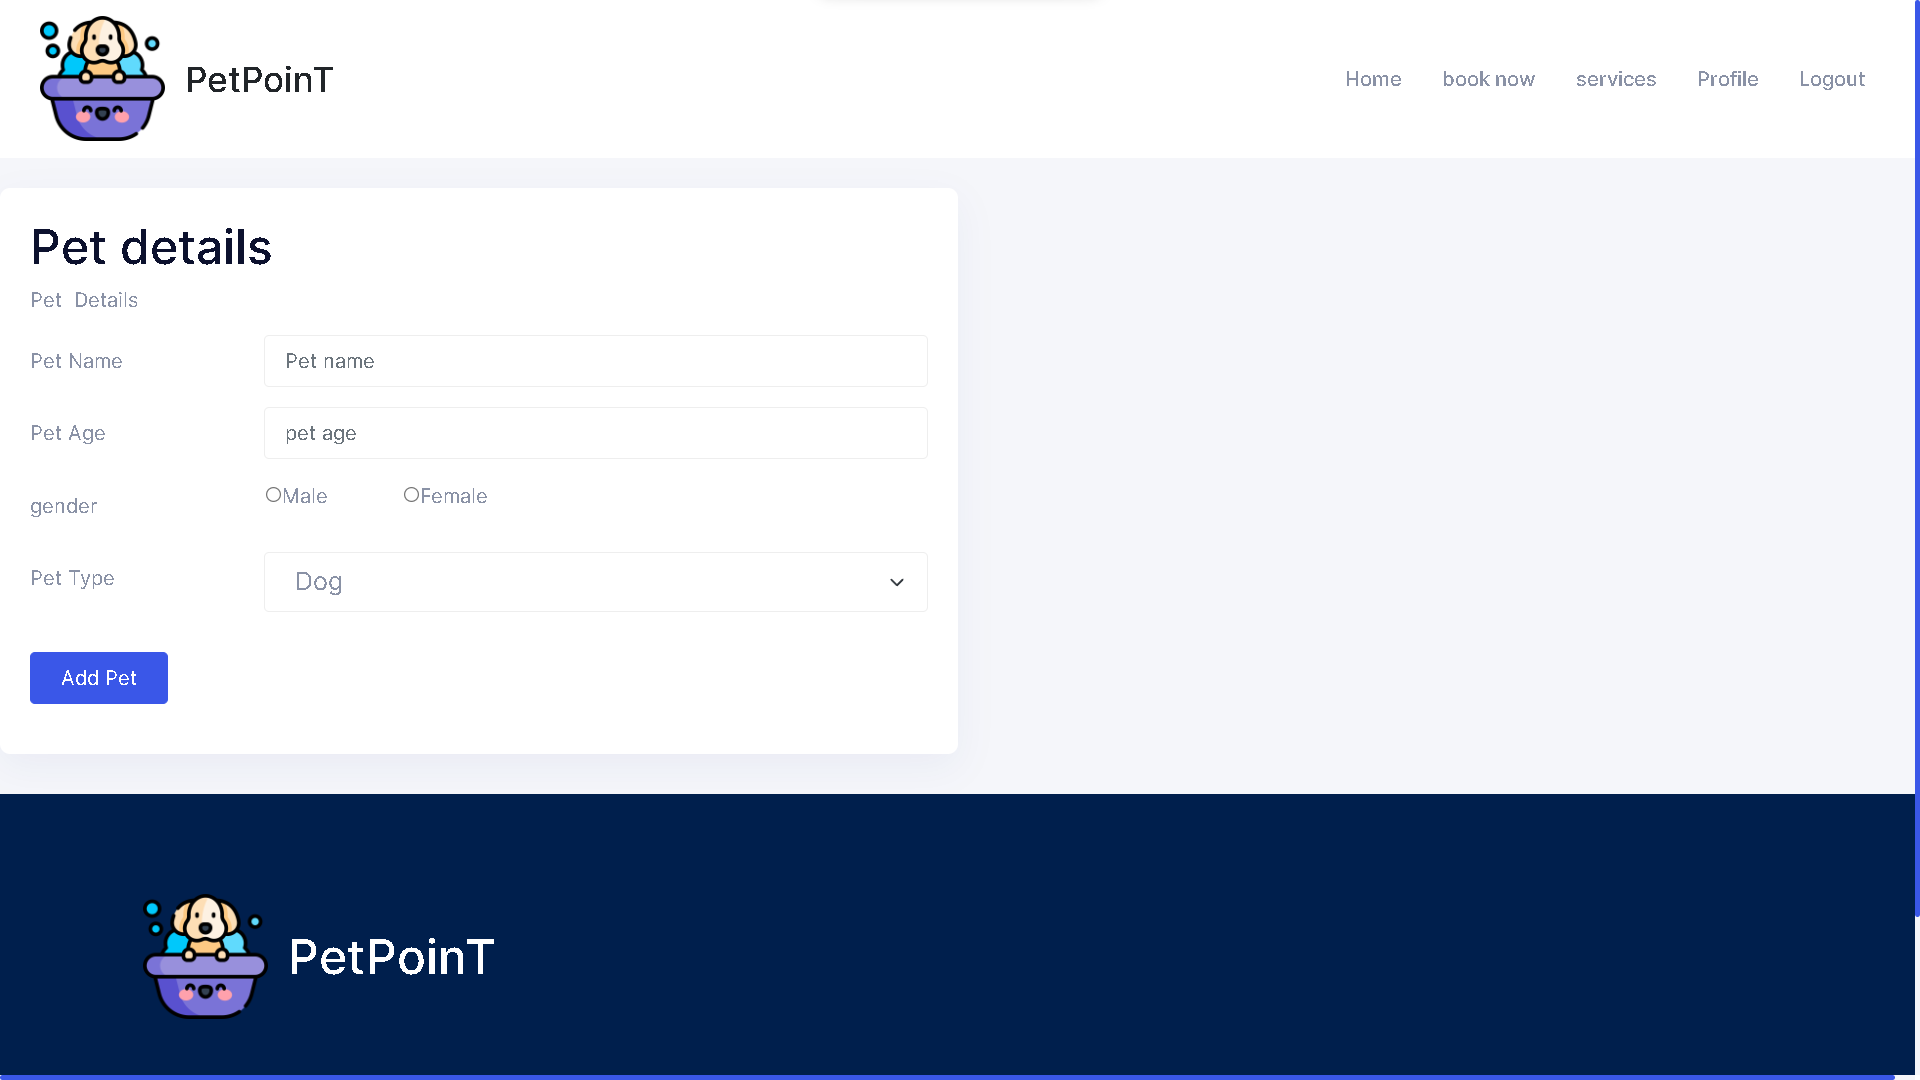 PetPoinT
Home book now services Profile Logout
Pet details
Pet Details
Pet Name Pet name
Pet Age pet age
gender Male Female
Pet Type Dog
Add Pet
PetPoinT